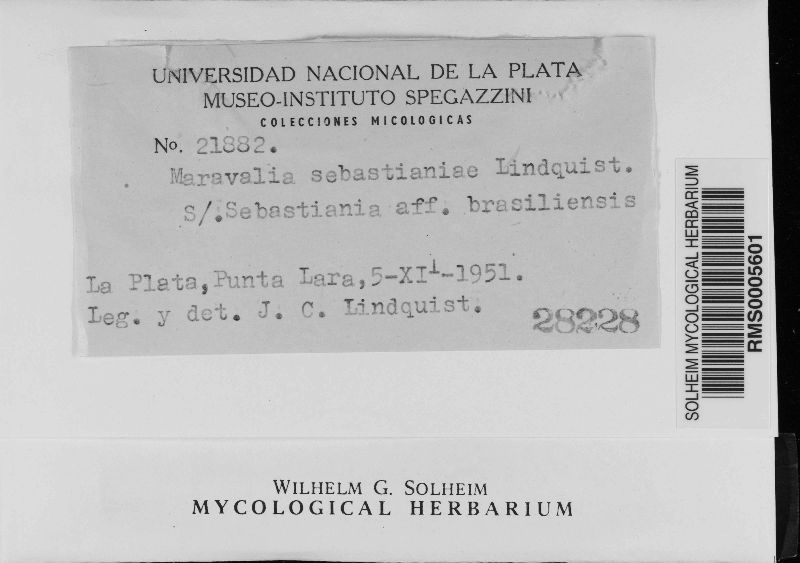 UNIVERSIDAD NACIONAL DE LA PLATA
MUSEO-INSTITUTO SPEGAZZINI
COLECCIONES MICOLOGICAS
No. 21882.
Maravalia sebastianiae Lindquist.
S/.Sebastiania aff. brasiliensis
La Plata,Punta Lara,5-XI-1951.
Leg. y det. J. C. Lindquist.
28228
SOLHEIM MYCOLOGICAL HERBARIUM
RMS0005601
WILHELM G. SOLHEIM
MYCOLOGICAL HERBARIUM